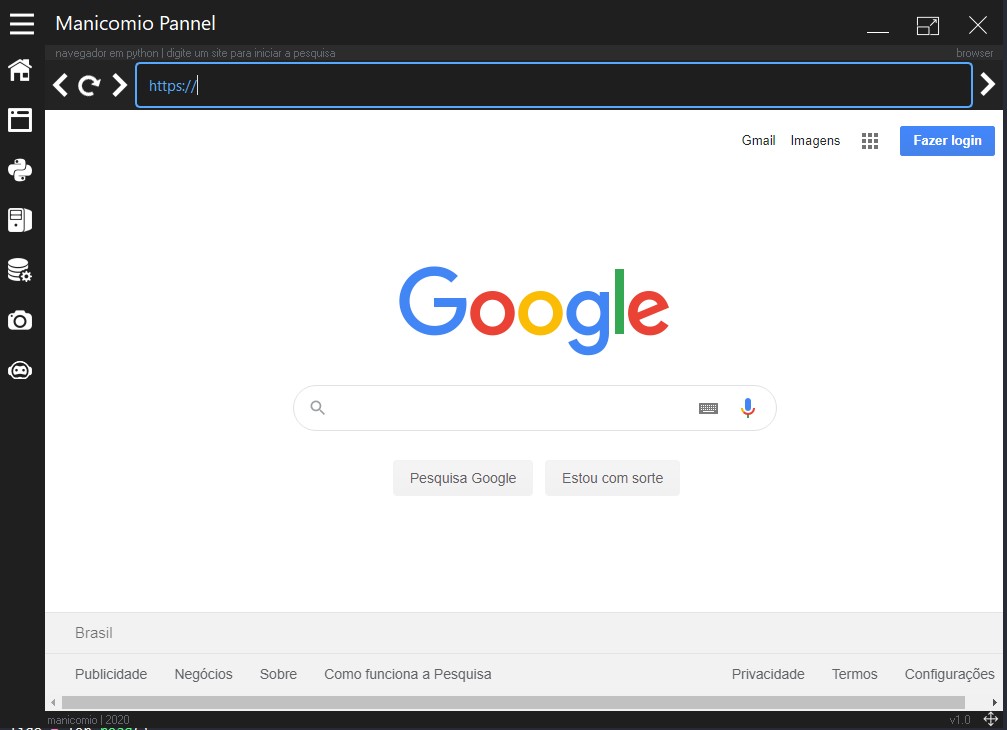 Manicomio Pannel
navegador em python | digite um site para iniciar a pesquisa
browser
https://
Gmail Imagens Fazer login
Google
Pesquisa Google Estou com sorte
Brasil
Publicidade Negócios Sobre Como funciona a Pesquisa Privacidade Termos Configurações
manicomio | 2020 v1.0